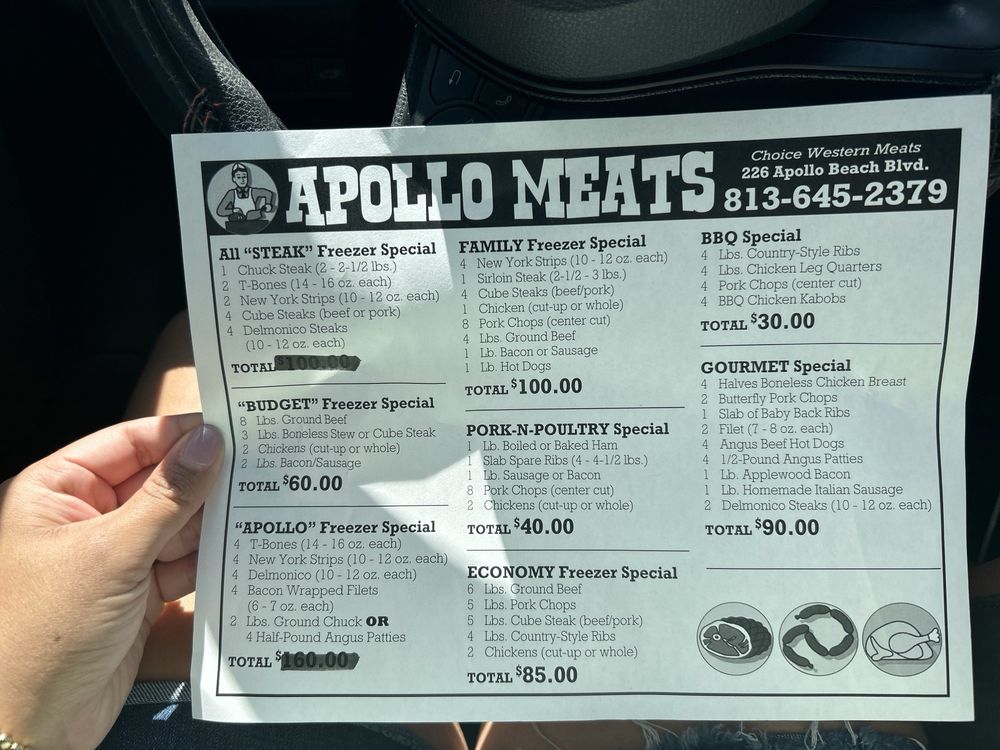 APOLLO MEATS
Choice Western Meats
226 Apollo Beach Blvd.
813-645-2379
All “STEAK” Freezer Special
1 Chuck Steak (2 - 2-1/2 lbs.)
2 T-Bones (14 - 16 oz. each)
2 New York Strips (10 - 12 oz. each)
4 Cube Steaks (beef or pork)
4 Delmonico Steaks
(10 - 12 oz. each)
TOTAL $100.00
“BUDGET” Freezer Special
8 Lbs. Ground Beef
3 Lbs. Boneless Stew or Cube Steak
2 Chickens (cut-up or whole)
2 Lbs. Bacon/Sausage
TOTAL $60.00
“APOLLO” Freezer Special
4 T-Bones (14 - 16 oz. each)
4 New York Strips (10 - 12 oz. each)
4 Delmonico (10 - 12 oz. each)
4 Bacon Wrapped Filets
(6 - 7 oz. each)
2 Lbs. Ground Chuck OR
4 Half-Pound Angus Patties
TOTAL $160.00
FAMILY Freezer Special
4 New York Strips (10 - 12 oz. each)
1 Sirloin Steak (2-1/2 - 3 lbs.)
4 Cube Steaks (beef/pork)
1 Chicken (cut-up or whole)
8 Pork Chops (center cut)
4 Lbs. Ground Beef
1 Lb. Bacon or Sausage
1 Lb. Hot Dogs
TOTAL $100.00
PORK-N-POULTRY Special
1 Lb. Boiled or Baked Ham
1 Slab Spare Ribs (4 - 4-1/2 lbs.)
1 Lb. Sausage or Bacon
8 Pork Chops (center cut)
2 Chickens (cut-up or whole)
TOTAL $40.00
ECONOMY Freezer Special
6 Lbs. Ground Beef
5 Lbs. Pork Chops
5 Lbs. Cube Steak (beef/pork)
4 Lbs. Country-Style Ribs
2 Chickens (cut-up or whole)
TOTAL $85.00
BBQ Special
4 Lbs. Country-Style Ribs
4 Lbs. Chicken Leg Quarters
4 Pork Chops (center cut)
4 BBQ Chicken Kabobs
TOTAL $30.00
GOURMET Special
4 Halves Boneless Chicken Breast
2 Butterfly Pork Chops
1 Slab of Baby Back Ribs
2 Filet (7 - 8 oz. each)
4 Angus Beef Hot Dogs
4 1/2-Pound Angus Patties
1 Lb. Applewood Bacon
1 Lb. Homemade Italian Sausage
2 Delmonico Steaks (10 - 12 oz. each)
TOTAL $90.00